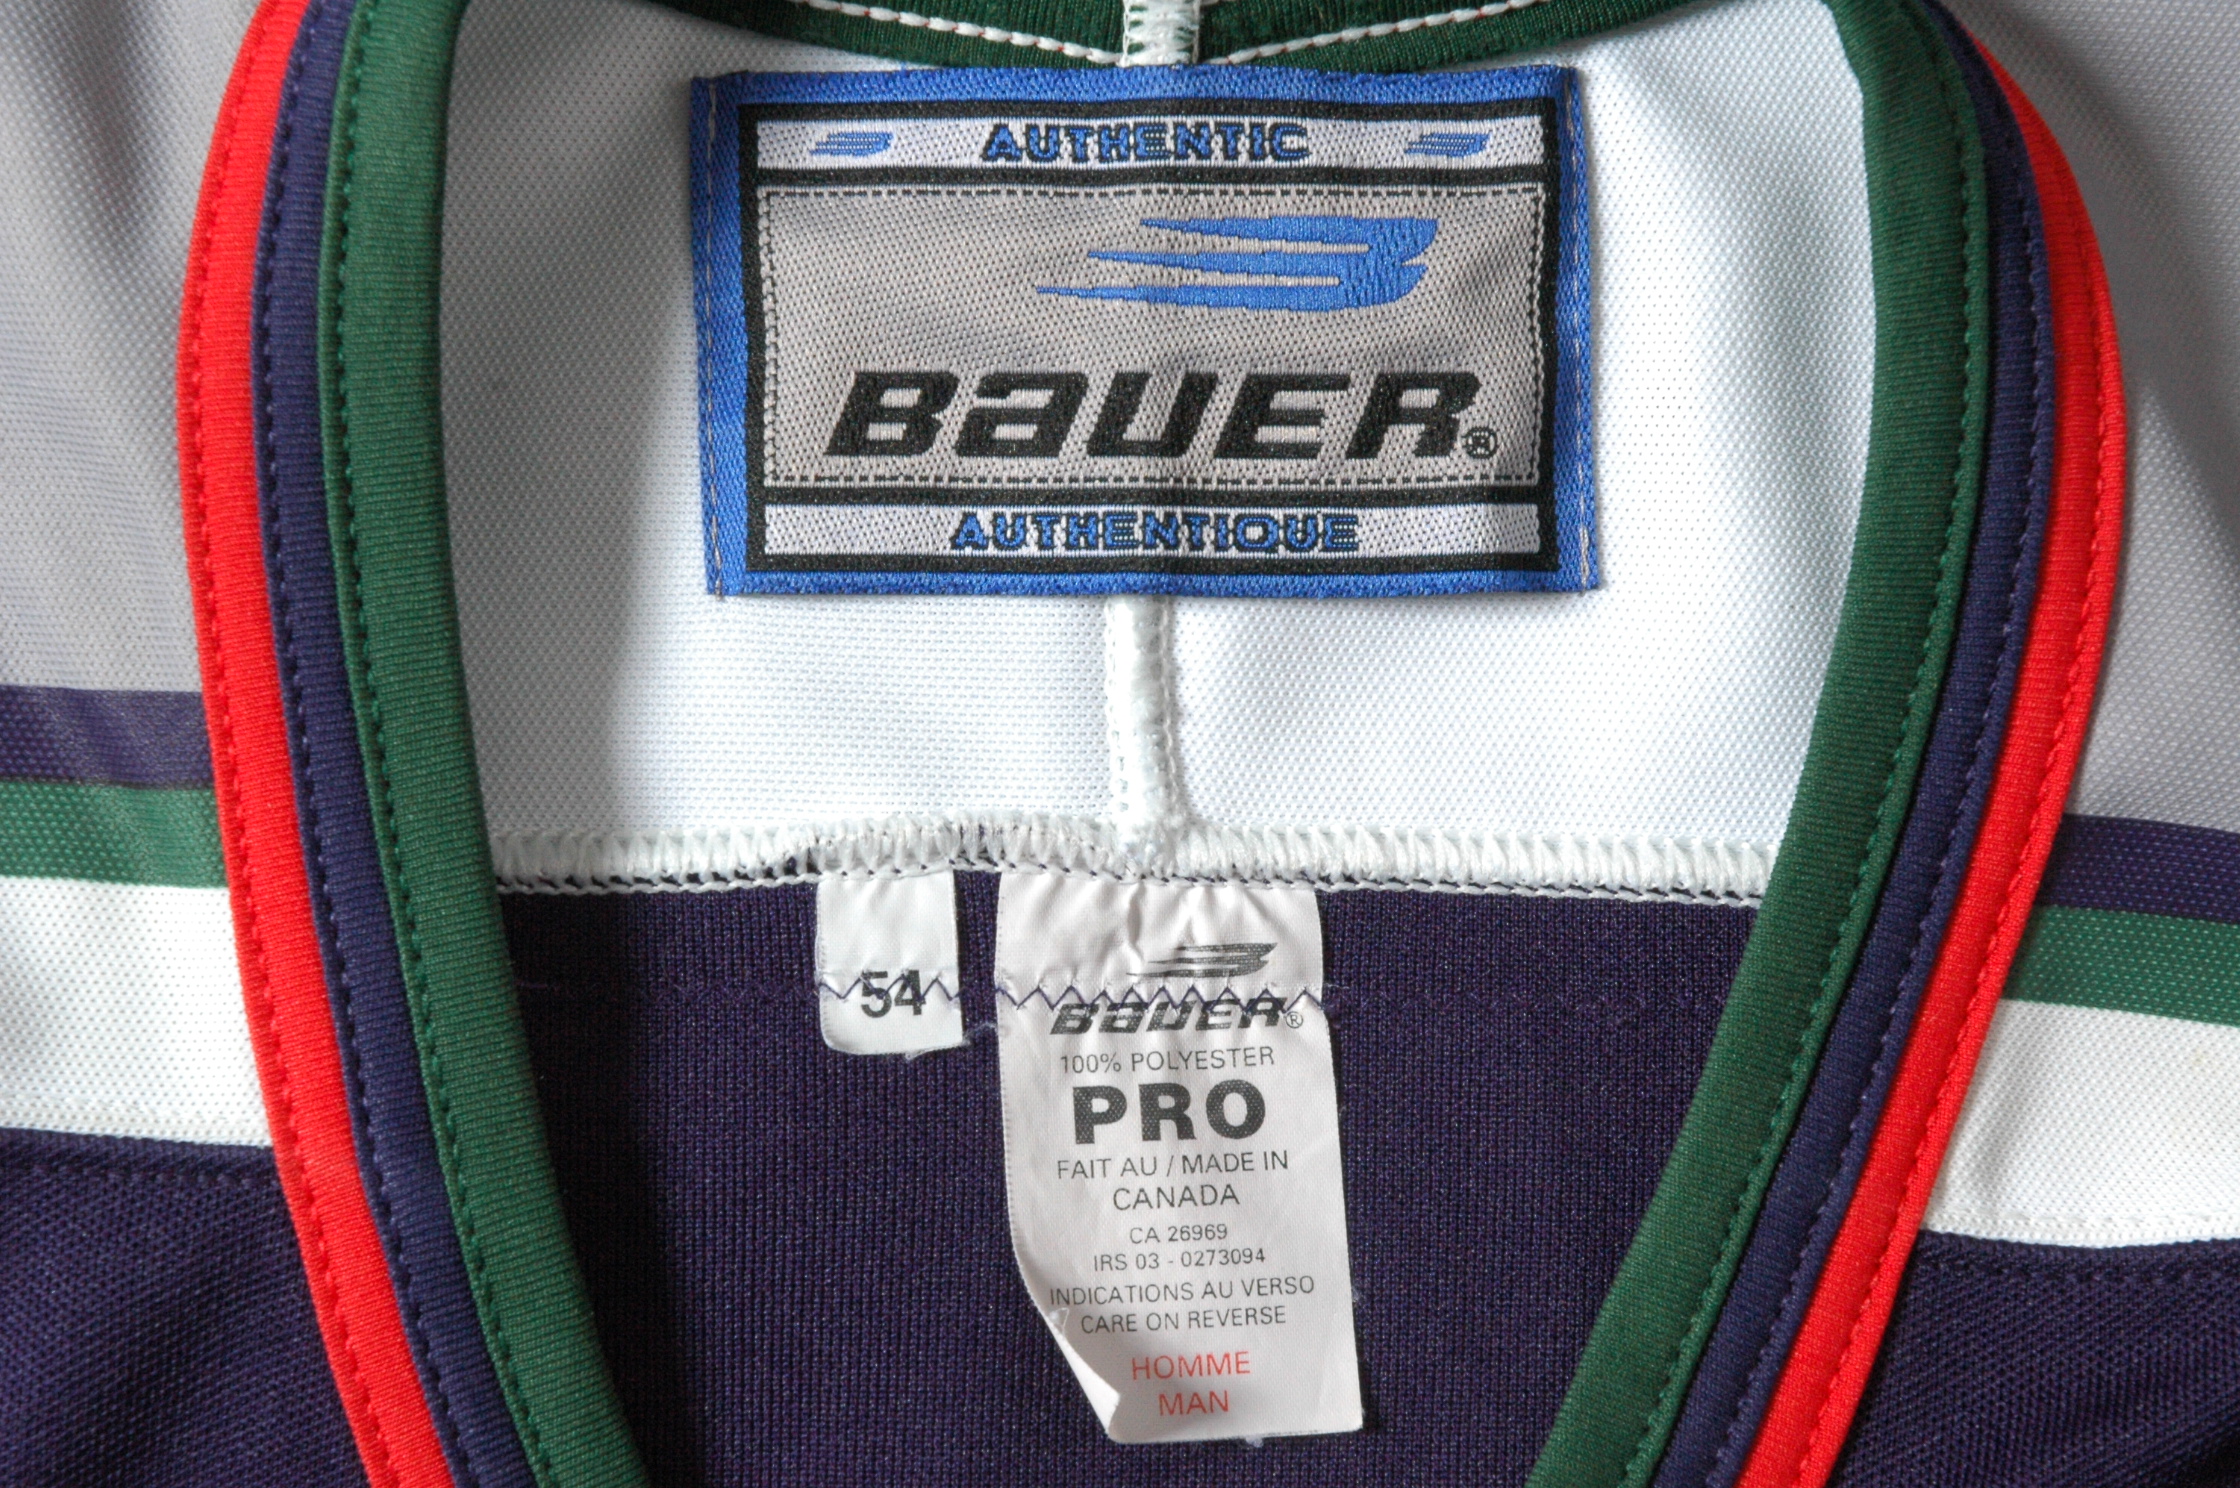 AUTHENTIC
BAUER®
AUTHENTIQUE
54
BAUER®
100% POLYESTER
PRO
FAIT AU / MADE IN
CANADA
CA 26969
IRS 03 - 0273094
INDICATIONS AU VERSO
CARE ON REVERSE
HOMME
MAN